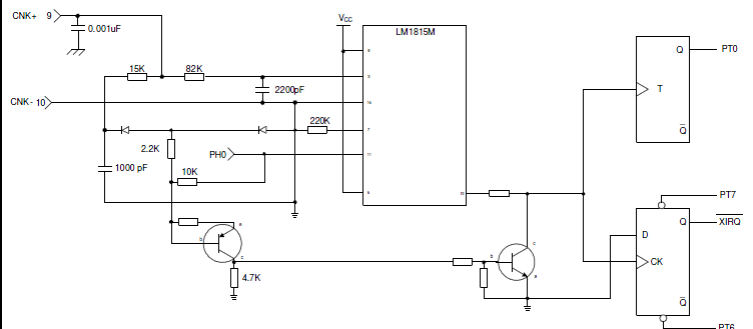 CNK+ 9
0.001uF
VCC
LM1815M
15K
82K
2200pF
CNK- 10
220K
2.2K
PH0
1000 pF
10K
b
e
c
4.7K
b
c
e
Q
PT0
T
Q
PT7
Q
XIRQ
D
CK
Q
PT6